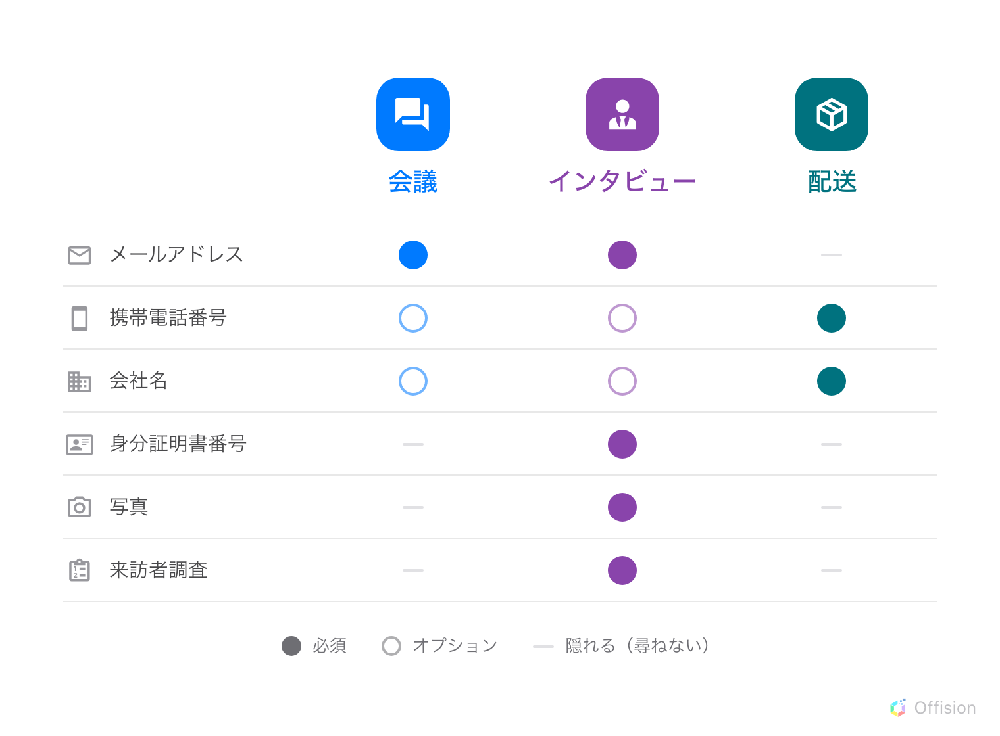 会議
インタビュー
配送
メールアドレス
携帯電話番号
会社名
身分証明書番号
写真
来訪者調査
必須
オプション
隠れる（尋ねない）
Offision